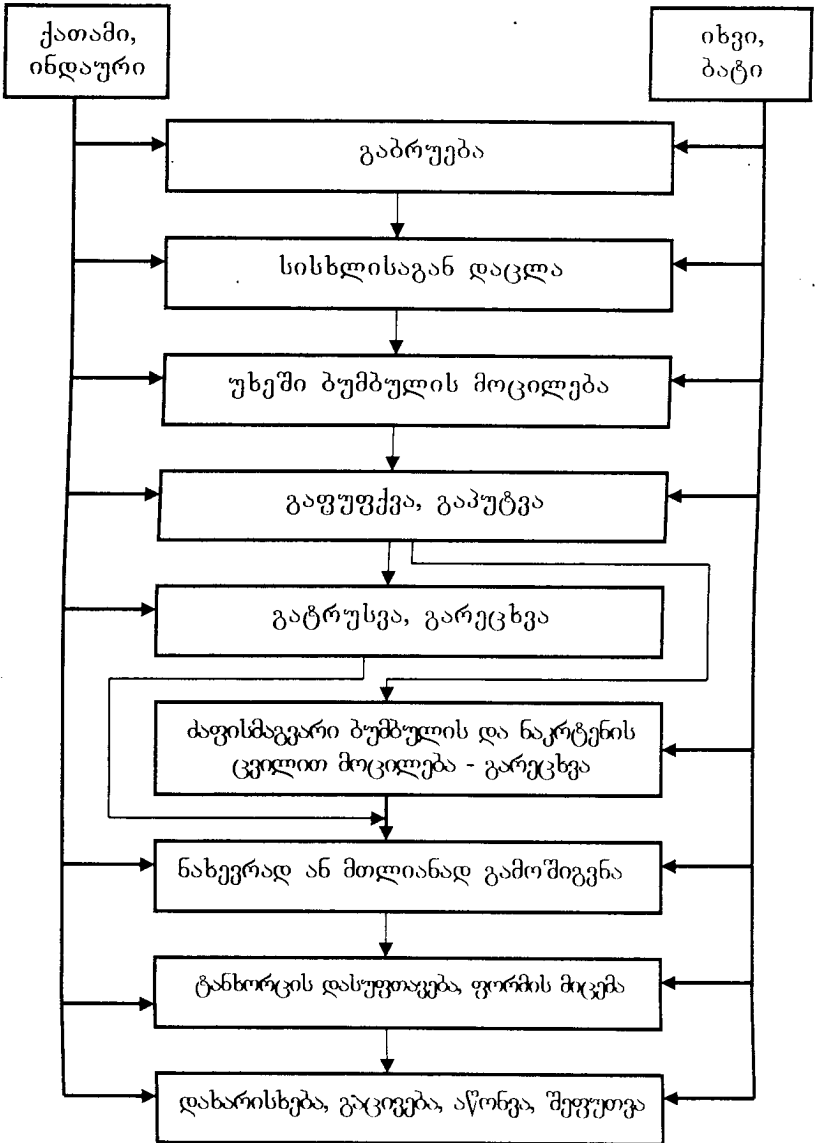 ქათამი,
ინდაური
იხვი,
ბატი
გაბრუება
სისხლისაგან დაცლა
უხეში ბუმბულის მოცილება
გაფუფქვა, გაპუტვა
გატრუსვა, გარეცხვა
ძაფისმაგვარი ბუმბულის და ნაკრტენის
ცვილით მოცილება - გარეცხვა
ნახევრად ან მთლიანად გამოშიგვნა
ტანხორცის დასუფთავება, ფორმის მიცემა
დახარისხება, გაცივება, აწონვა, შეფუთვა